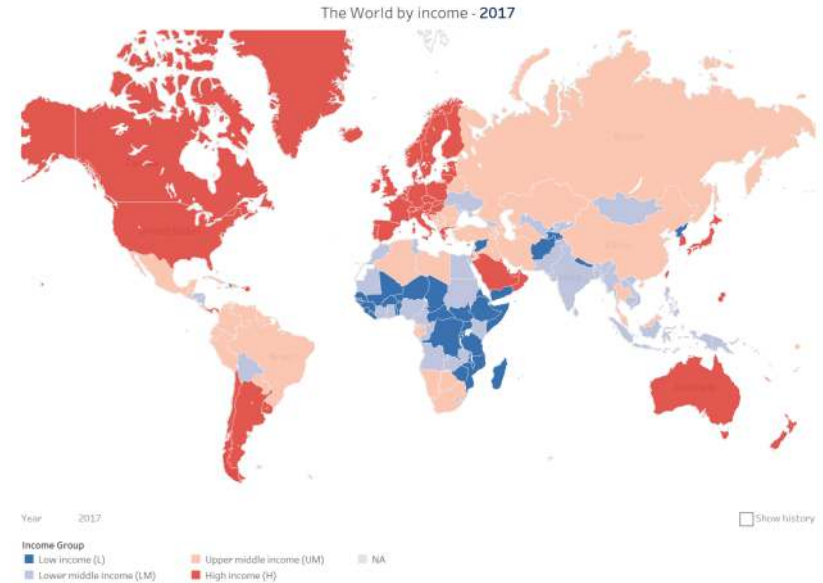 The World by income - 2017
Year 2017
Show history
Income Group
Low income (L)
Upper middle income (UM)
NA
Lower middle income (LM)
High income (H)